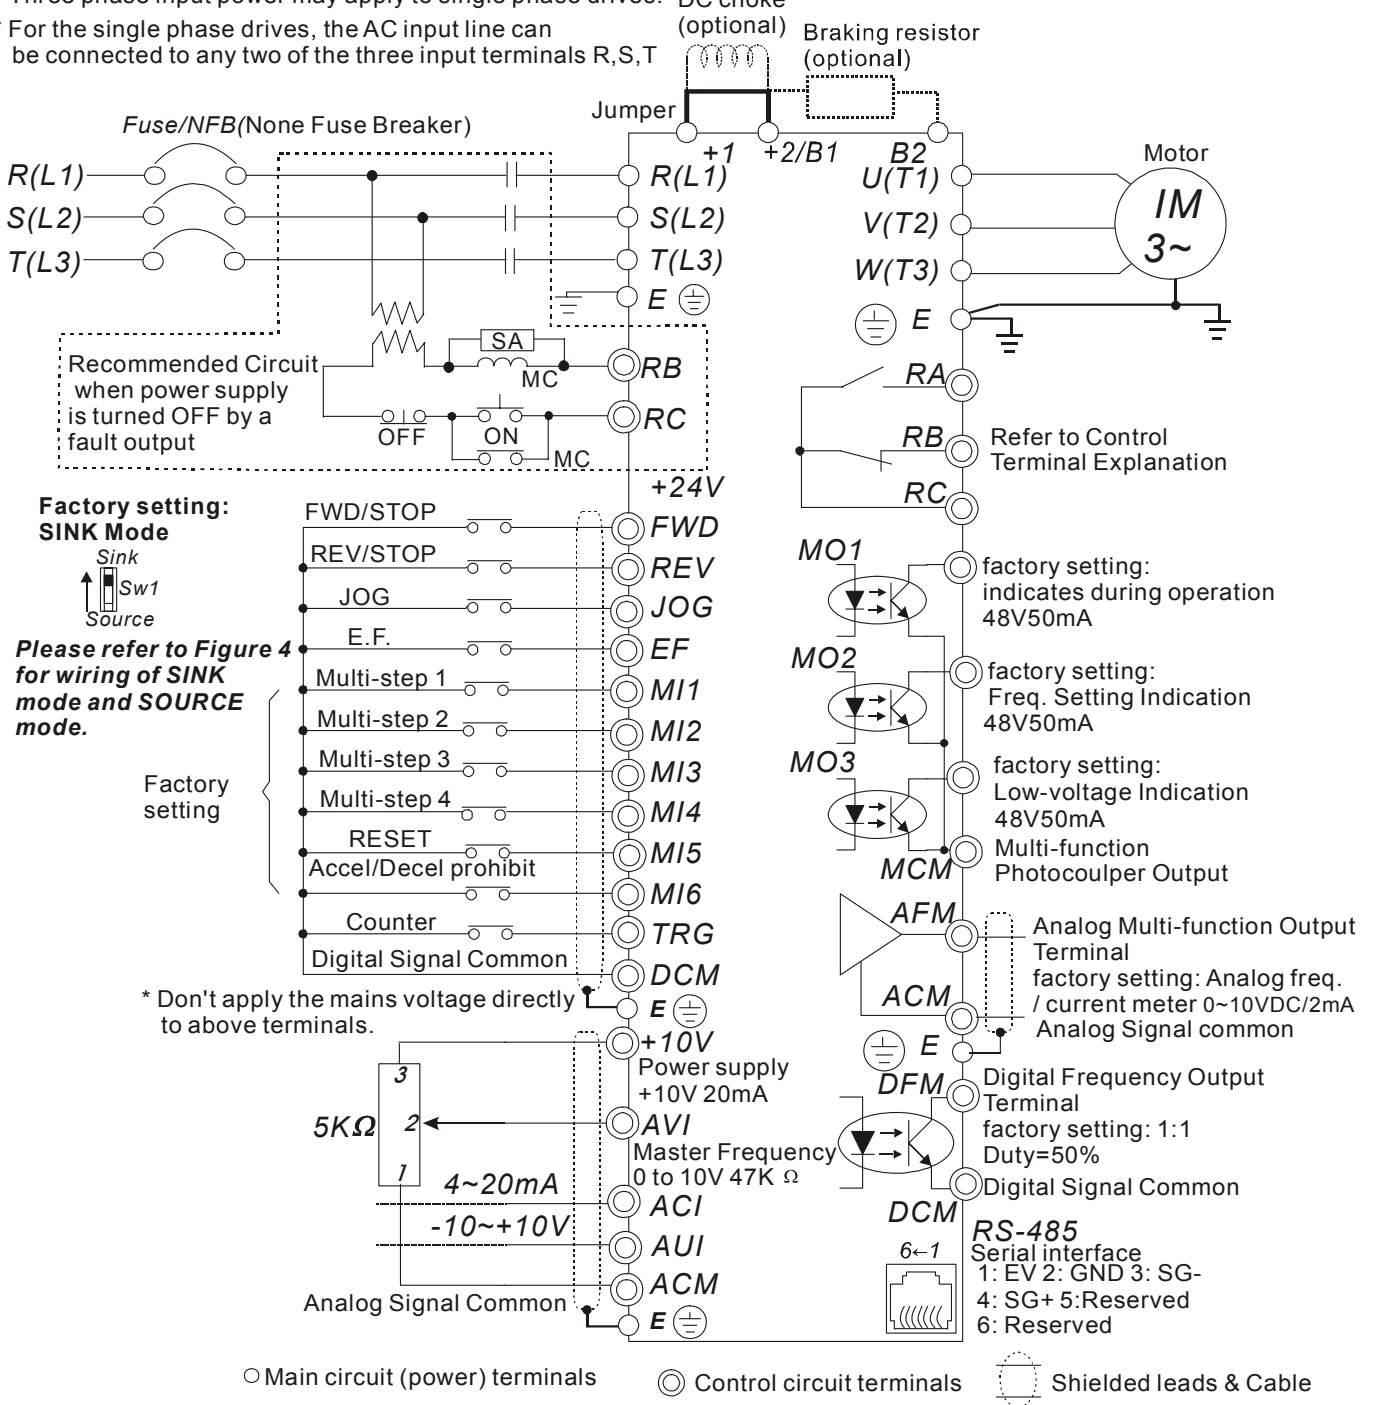 Three phase input power may apply to single phase drives.
* For the single phase drives, the AC input line can
be connected to any two of the three input terminals R,S,T
DC choke
(optional)
Braking resistor
(optional)
Jumper
Fuse/NFB(None Fuse Breaker)
+1
+2/B1
B2
Motor
R(L1)
R(L1)
U(T1)
IM
3~
S(L2)
S(L2)
V(T2)
T(L3)
T(L3)
W(T3)
E
E
Recommended Circuit
when power supply
is turned OFF by a
fault output
SA
MC
RB
OFF
ON
MC
RC
RA
RB
RC
Refer to Control
Terminal Explanation
+24V
Factory setting:
SINK Mode
Sink
Sw1
Source
Please refer to Figure 4
for wiring of SINK
mode and SOURCE
mode.
Factory
setting
FWD/STOP
FWD
REV/STOP
REV
JOG
JOG
E.F.
EF
Multi-step 1
MI1
Multi-step 2
MI2
Multi-step 3
MI3
Multi-step 4
MI4
RESET
MI5
Accel/Decel prohibit
MI6
Counter
TRG
Digital Signal Common
DCM
* Don't apply the mains voltage directly
to above terminals.
E
MO1
factory setting:
indicates during operation
48V50mA
MO2
factory setting:
Freq. Setting Indication
48V50mA
MO3
factory setting:
Low-voltage Indication
48V50mA
MCM
Multi-function
Photocoulper Output
AFM
Analog Multi-function Output
Terminal
factory setting: Analog freq.
/ current meter 0~10VDC/2mA
ACM
Analog Signal common
E
DFM
Digital Frequency Output
Terminal
factory setting: 1:1
Duty=50%
DCM
Digital Signal Common
+10V
Power supply
+10V 20mA
3
5KΩ
2
1
AVI
Master Frequency
0 to 10V 47K Ω
4~20mA
ACI
-10~+10V
AUI
ACM
Analog Signal Common
E
RS-485
Serial interface
6←1
1: EV 2: GND 3: SG-
4: SG+ 5:Reserved
6: Reserved
Main circuit (power) terminals
Control circuit terminals
Shielded leads & Cable